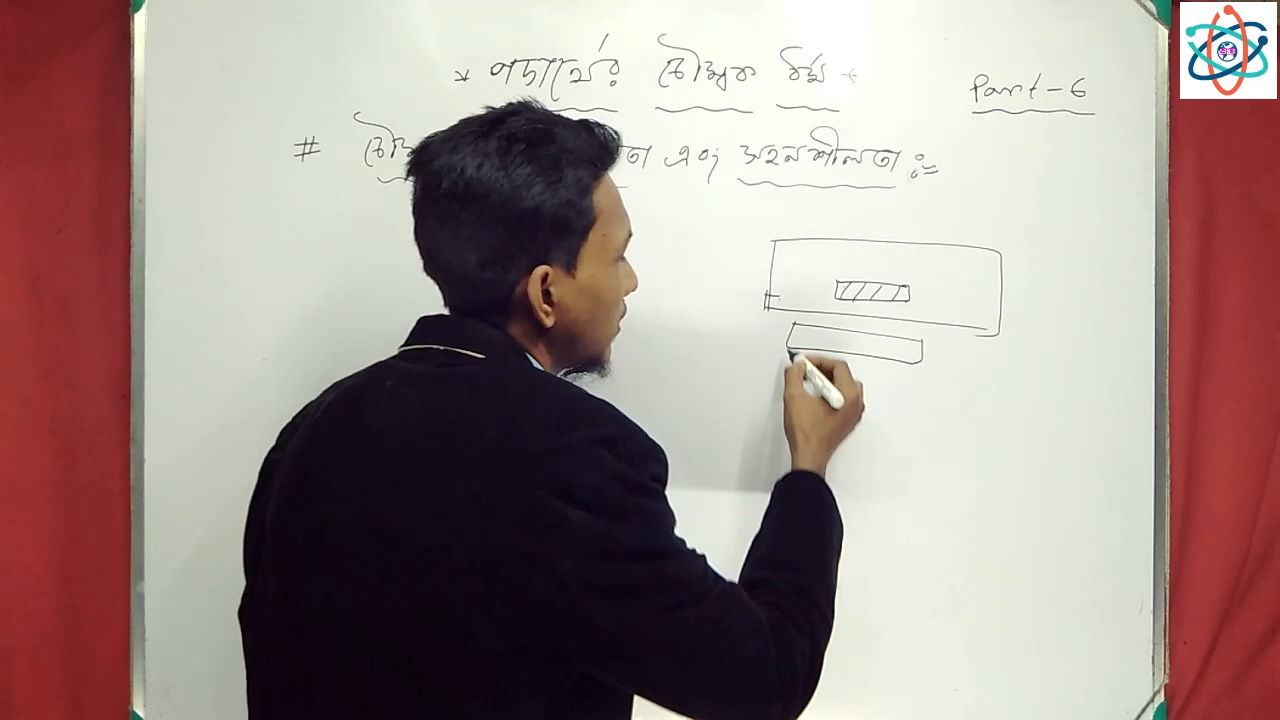 * পদার্থের চৌম্বক ধর্ম *
Part-6
# চৌ তা এবং সহনশীলতা :=